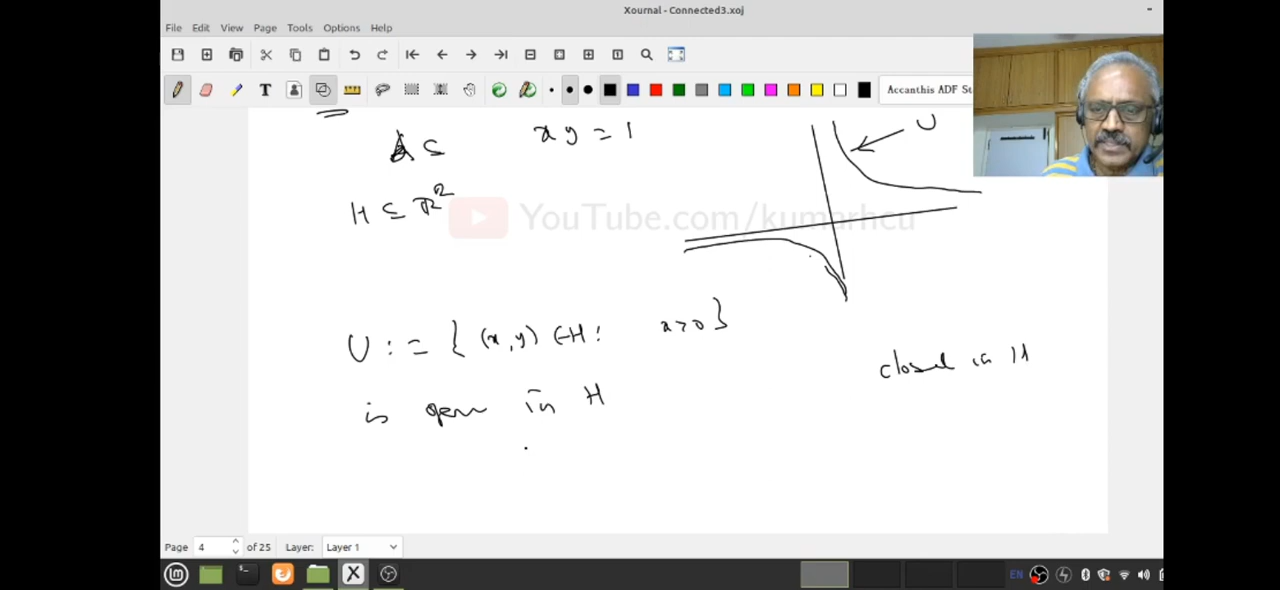 Xournal - Connected3.xoj
File Edit View Page Tools Options Help
Accanthis ADF St
xy = 1
U
H ⊆ ℝ²
YouTube.com/kumarhcu
U := { (x,y) ∈ H : x>0 }
closed in H
is open in H
Page 4 of 25 Layer: Layer 1
EN